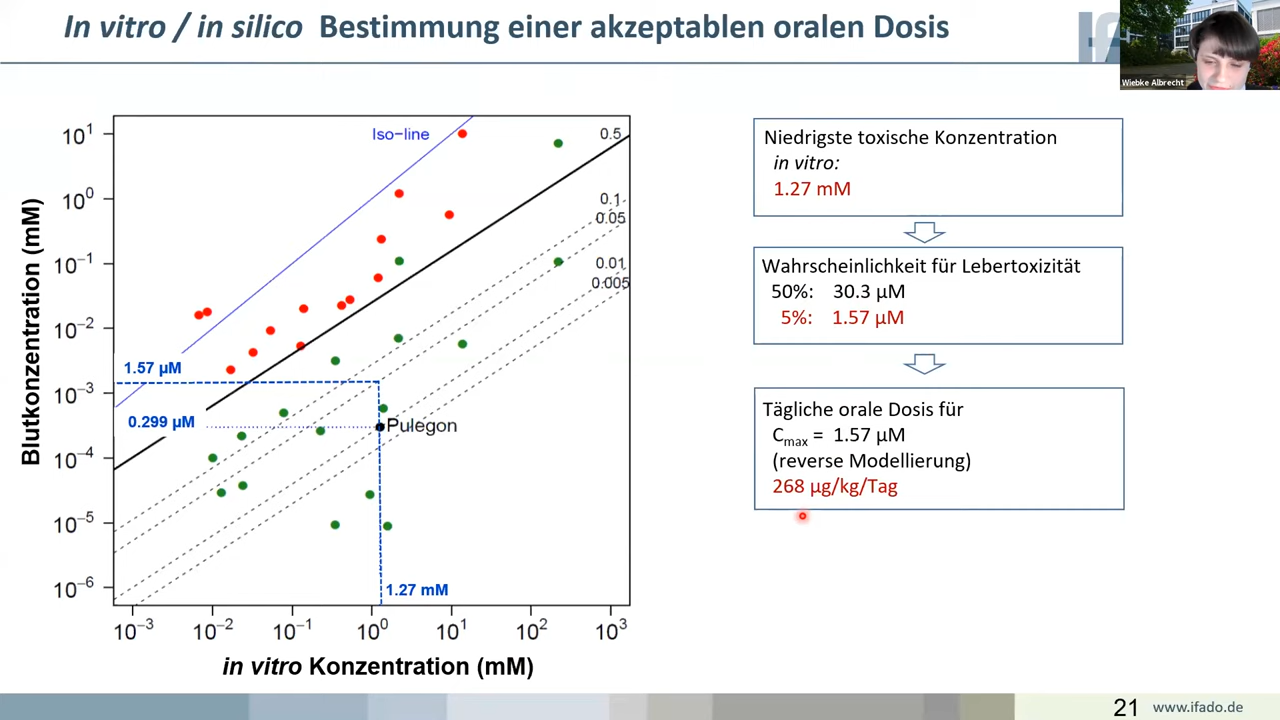 In vitro / in silico Bestimmung einer akzeptablen oralen Dosis
Wiebke Albrecht
Blutkonzentration (mM)
10¹
10⁰
10⁻¹
10⁻²
10⁻³
10⁻⁴
10⁻⁵
10⁻⁶
Iso−line
0.5
0.1
0.05
0.01
0.005
1.57 µM
0.299 µM
Pulegon
1.27 mM
10⁻³ 10⁻² 10⁻¹ 10⁰ 10¹ 10² 10³
in vitro Konzentration (mM)
Niedrigste toxische Konzentration
in vitro:
1.27 mM
Wahrscheinlichkeit für Lebertoxizität
50%: 30.3 µM
5%: 1.57 µM
Tägliche orale Dosis für
Cmax = 1.57 µM
(reverse Modellierung)
268 µg/kg/Tag
21 www.ifado.de